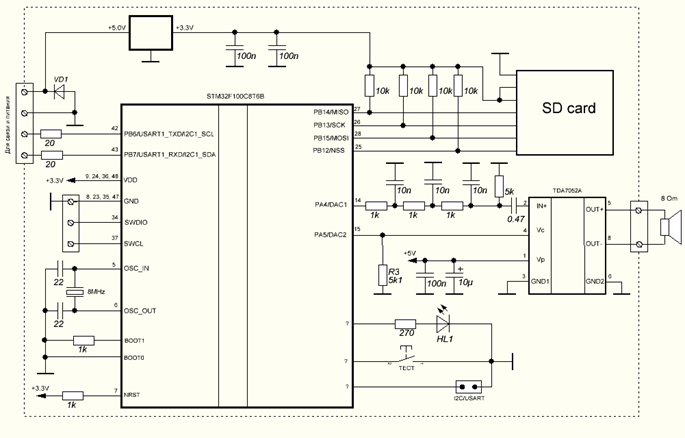 +5.0V
+3.3V
100n
100n
VD1
STM32F100C8T6B
10k
10k
10k
10k
SD card
Для связи и питания
PB14/MISO 27
PB13/SCK 26
PB15/MOSI 28
PB12/NSS 25
42 PB6/USART1_TXD/I2C1_SCL
20
43 PB7/USART1_RXD/I2C1_SDA
20
+3.3V 9, 24, 36, 48 VDD
8, 23, 35, 47 GND
34 SWDIO
37 SWCL
10n
10n
10n
5k
PA4/DAC1 14
1k
1k
1k
0.47
TDA7052A
2 IN+
OUT+ 5
8 Om
PA5/DAC2 15
4 Vc
OUT- 8
+5V
1 Vp
R3
5k1
100n
10µ
3 GND1
GND2 6
22
5 OSC_IN
8MHz
22
6 OSC_OUT
?
270
HL1
1k
BOOT1
BOOT0
?
ТЕСТ
+3.3V
1k
7 NRST
?
I2C/USART